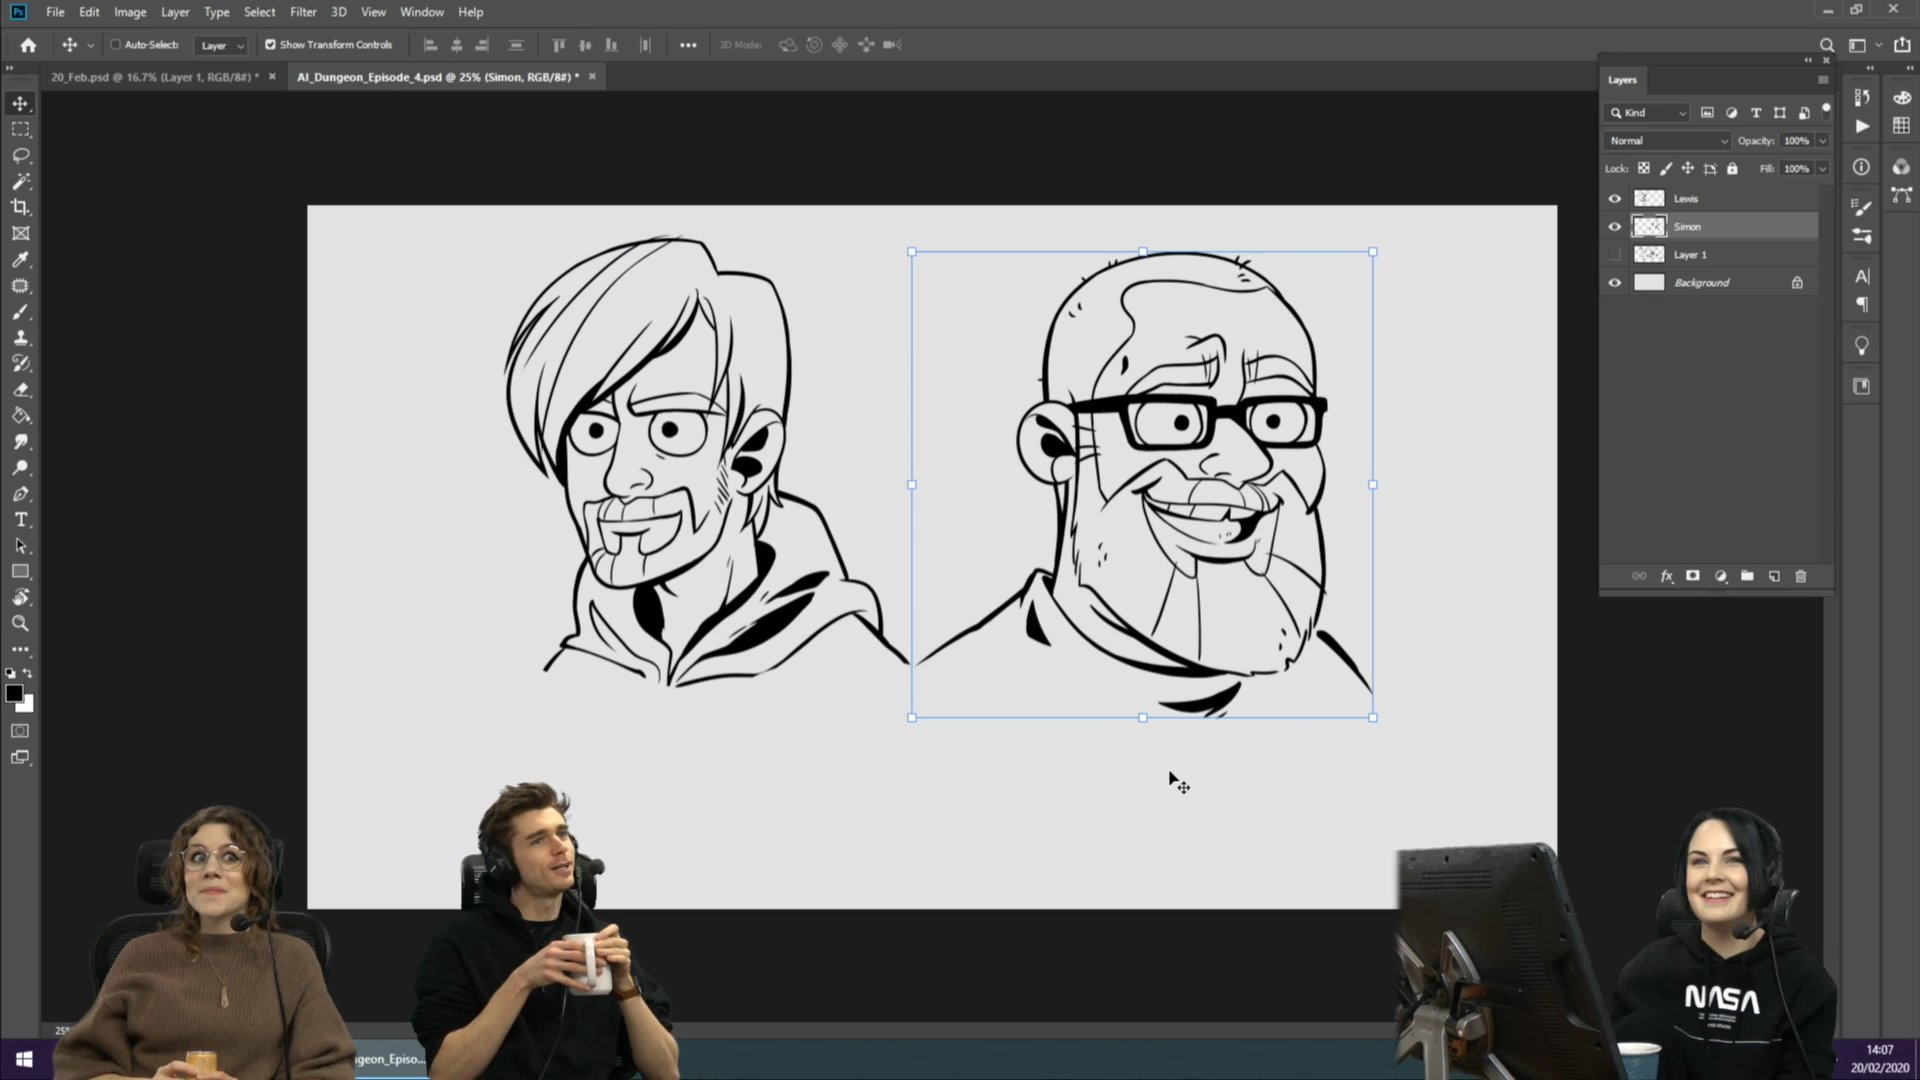 Ps File Edit Image Layer Type Select Filter 3D View Window Help
Auto-Select: Layer Show Transform Controls 3D Mode:
20_Feb.psd @ 16.7% (Layer 1, RGB/8#) * AI_Dungeon_Episode_4.psd @ 25% (Simon, RGB/8#) *
Layers
Kind
Normal Opacity: 100%
Lock: Fill: 100%
Lewis
Simon
Layer 1
Background
25%
NASA
geon_Episo...
14:07
20/02/2020